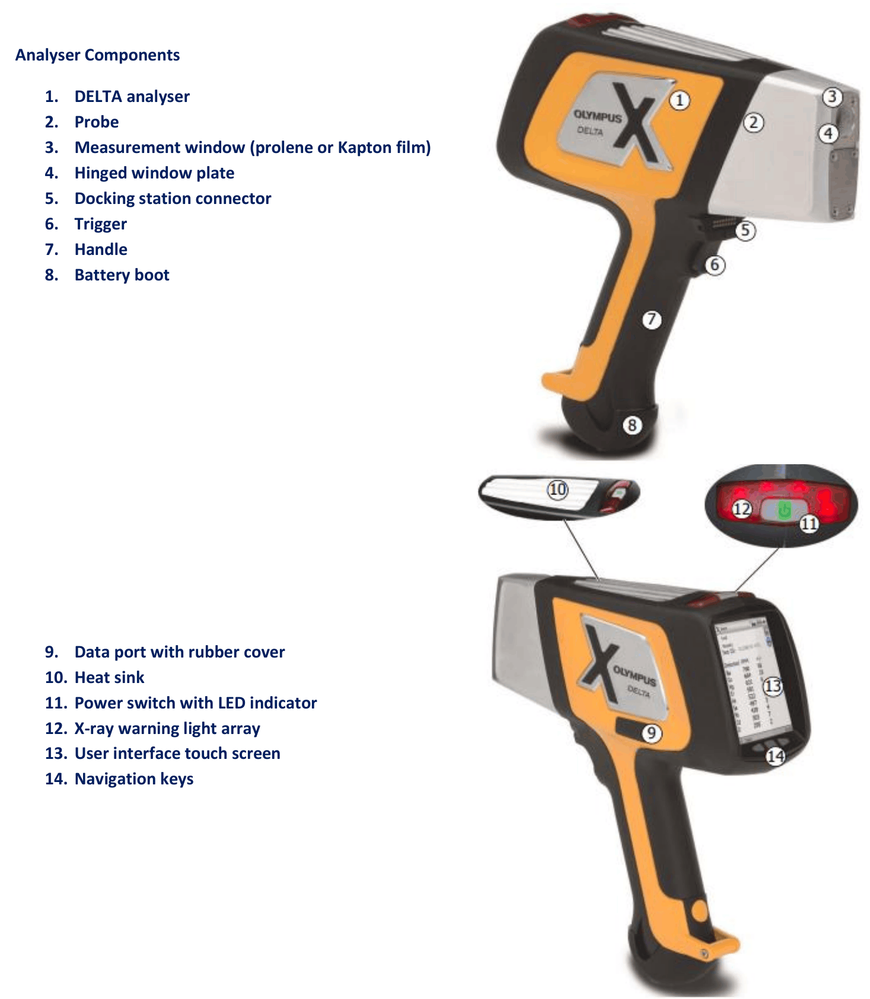 Analyser Components
1. DELTA analyser
2. Probe
3. Measurement window (prolene or Kapton film)
4. Hinged window plate
5. Docking station connector
6. Trigger
7. Handle
8. Battery boot
OLYMPUS
DELTA
X
1
2
3
4
5
6
7
8
10
12
11
9. Data port with rubber cover
10. Heat sink
11. Power switch with LED indicator
12. X-ray warning light array
13. User interface touch screen
14. Navigation keys
X
OLYMPUS
DELTA
13
9
14